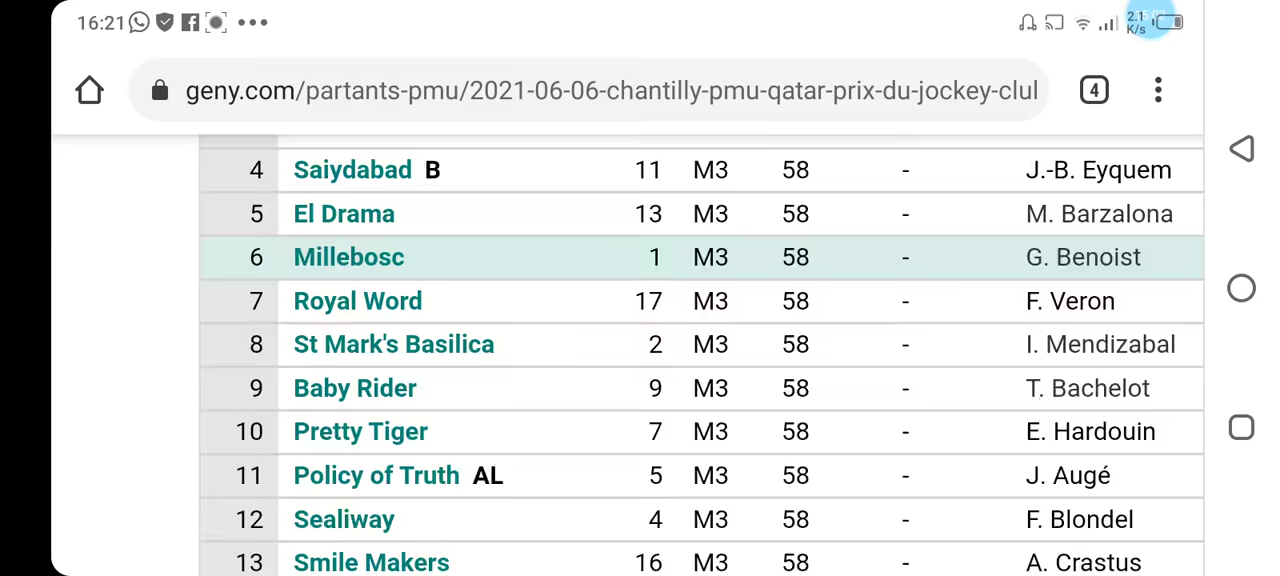 16:21 2.1 K/s
geny.com/partants-pmu/2021-06-06-chantilly-pmu-qatar-prix-du-jockey-clul 4
4 Saiydabad B 11 M3 58 - J.-B. Eyquem
5 El Drama 13 M3 58 - M. Barzalona
6 Millebosc 1 M3 58 - G. Benoist
7 Royal Word 17 M3 58 - F. Veron
8 St Mark's Basilica 2 M3 58 - I. Mendizabal
9 Baby Rider 9 M3 58 - T. Bachelot
10 Pretty Tiger 7 M3 58 - E. Hardouin
11 Policy of Truth AL 5 M3 58 - J. Augé
12 Sealiway 4 M3 58 - F. Blondel
13 Smile Makers 16 M3 58 - A. Crastus